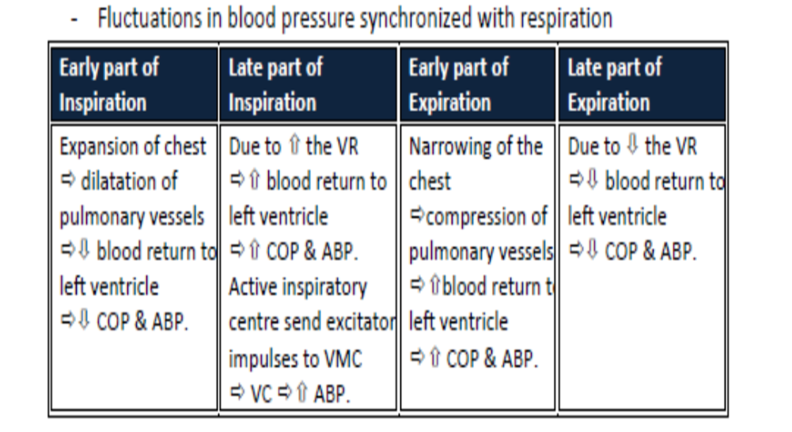 - Fluctuations in blood pressure synchronized with respiration
Early part of
Inspiration
Late part of
Inspiration
Early part of
Expiration
Late part of
Expiration
Expansion of chest
⇨ dilatation of
pulmonary vessels
⇨⇩ blood return to
left ventricle
⇨⇩ COP & ABP.
Due to ⇧ the VR
⇨⇧ blood return to
left ventricle
⇨⇧ COP & ABP.
Active inspiratory
centre send excitator
impulses to VMC
⇨ VC ⇨⇧ ABP.
Narrowing of the
chest
⇨compression of
pulmonary vessels
⇨ ⇧blood return t
left ventricle
⇨ ⇧ COP & ABP.
Due to ⇩ the VR
⇨⇩ blood return to
left ventricle
⇨⇩ COP & ABP.